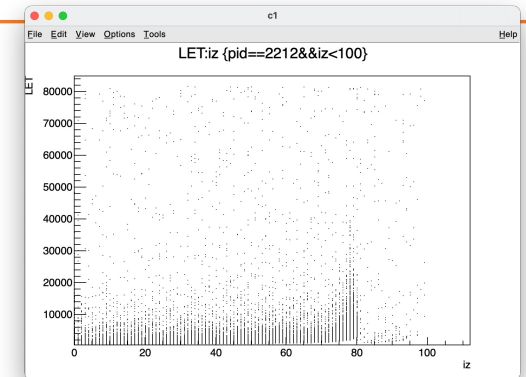 c1
File Edit View Options Tools Help
LET:iz {pid==2212&&iz<100}
LET
80000
70000
60000
50000
40000
30000
20000
10000
0 20 40 60 80 100
iz